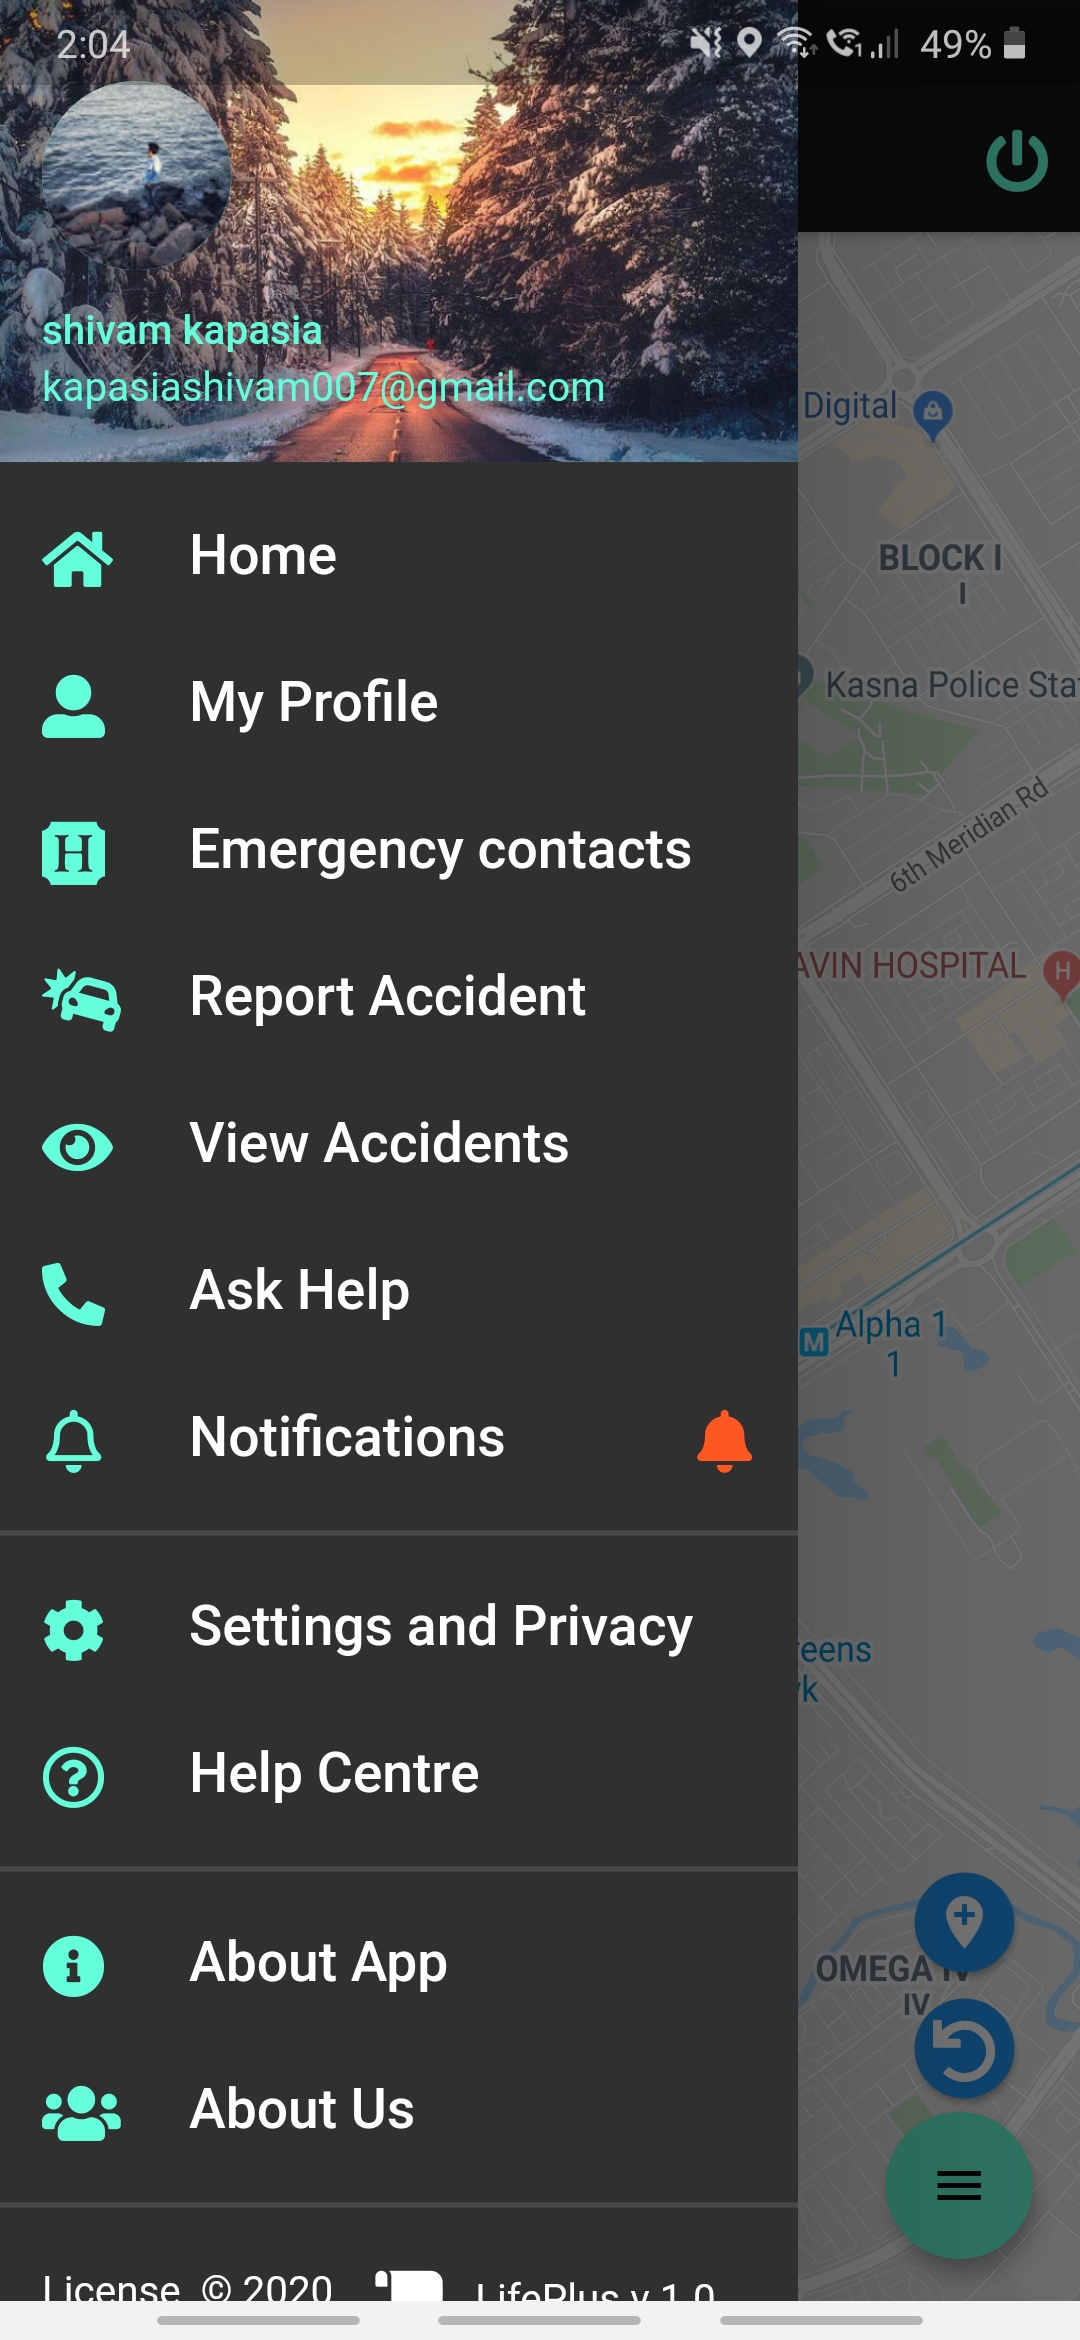 2:04
49%
shivam kapasia
kapasiashivam007@gmail.com
Home
My Profile
Emergency contacts
Report Accident
View Accidents
Ask Help
Notifications
Settings and Privacy
Help Centre
About App
About Us
License © 2020
LifePlus v 1.0
Digital
BLOCK I
I
Kasna Police Sta
6th Meridian Rd
AVIN HOSPITAL
H
M
Alpha 1
1
reens
OMEGA IV
IV